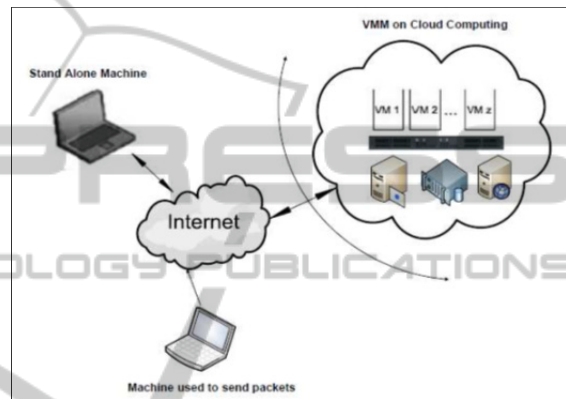 VMM on Cloud Computing
Stand Alone Machine
VM 1 VM 2 ... VM z
PRESS
Internet
OLOGY PUBLICATIONS
Machine used to send packets